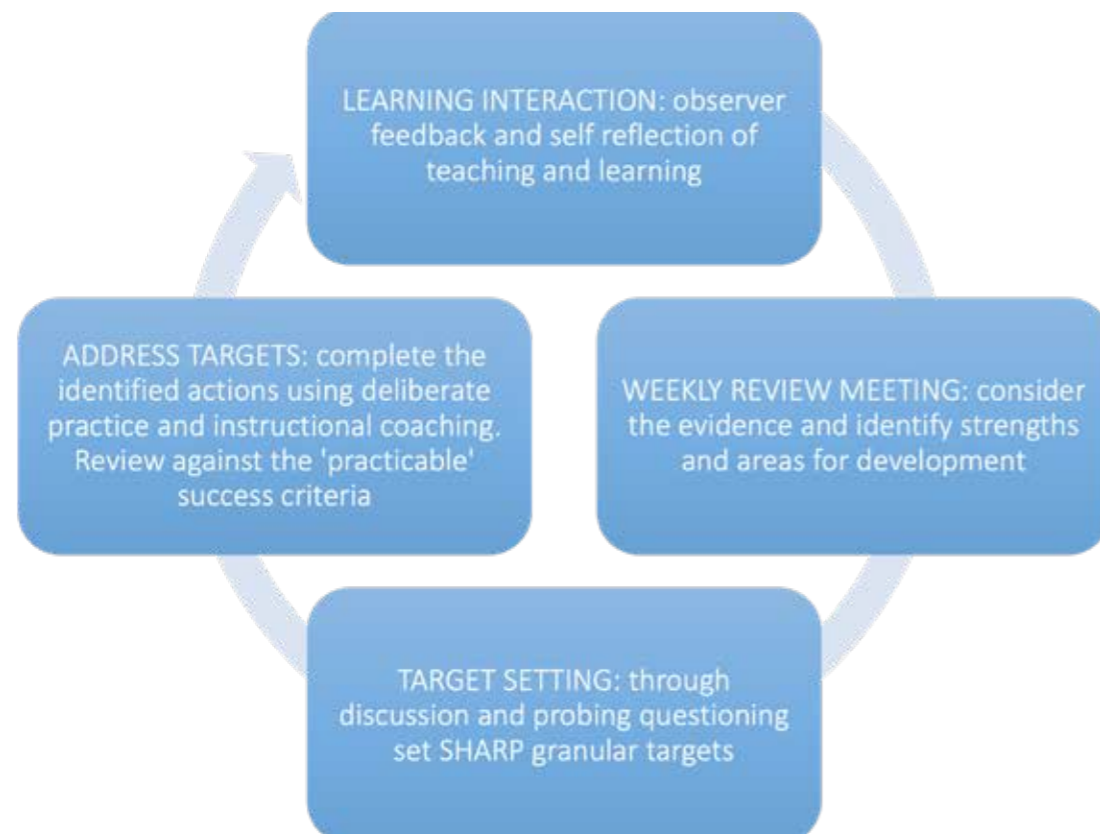 LEARNING INTERACTION: observer
feedback and self reflection of
teaching and learning
WEEKLY REVIEW MEETING: consider
the evidence and identify strengths
and areas for development
TARGET SETTING: through
discussion and probing questioning
set SHARP granular targets
ADDRESS TARGETS: complete the
identified actions using deliberate
practice and instructional coaching.
Review against the 'practicable'
success criteria